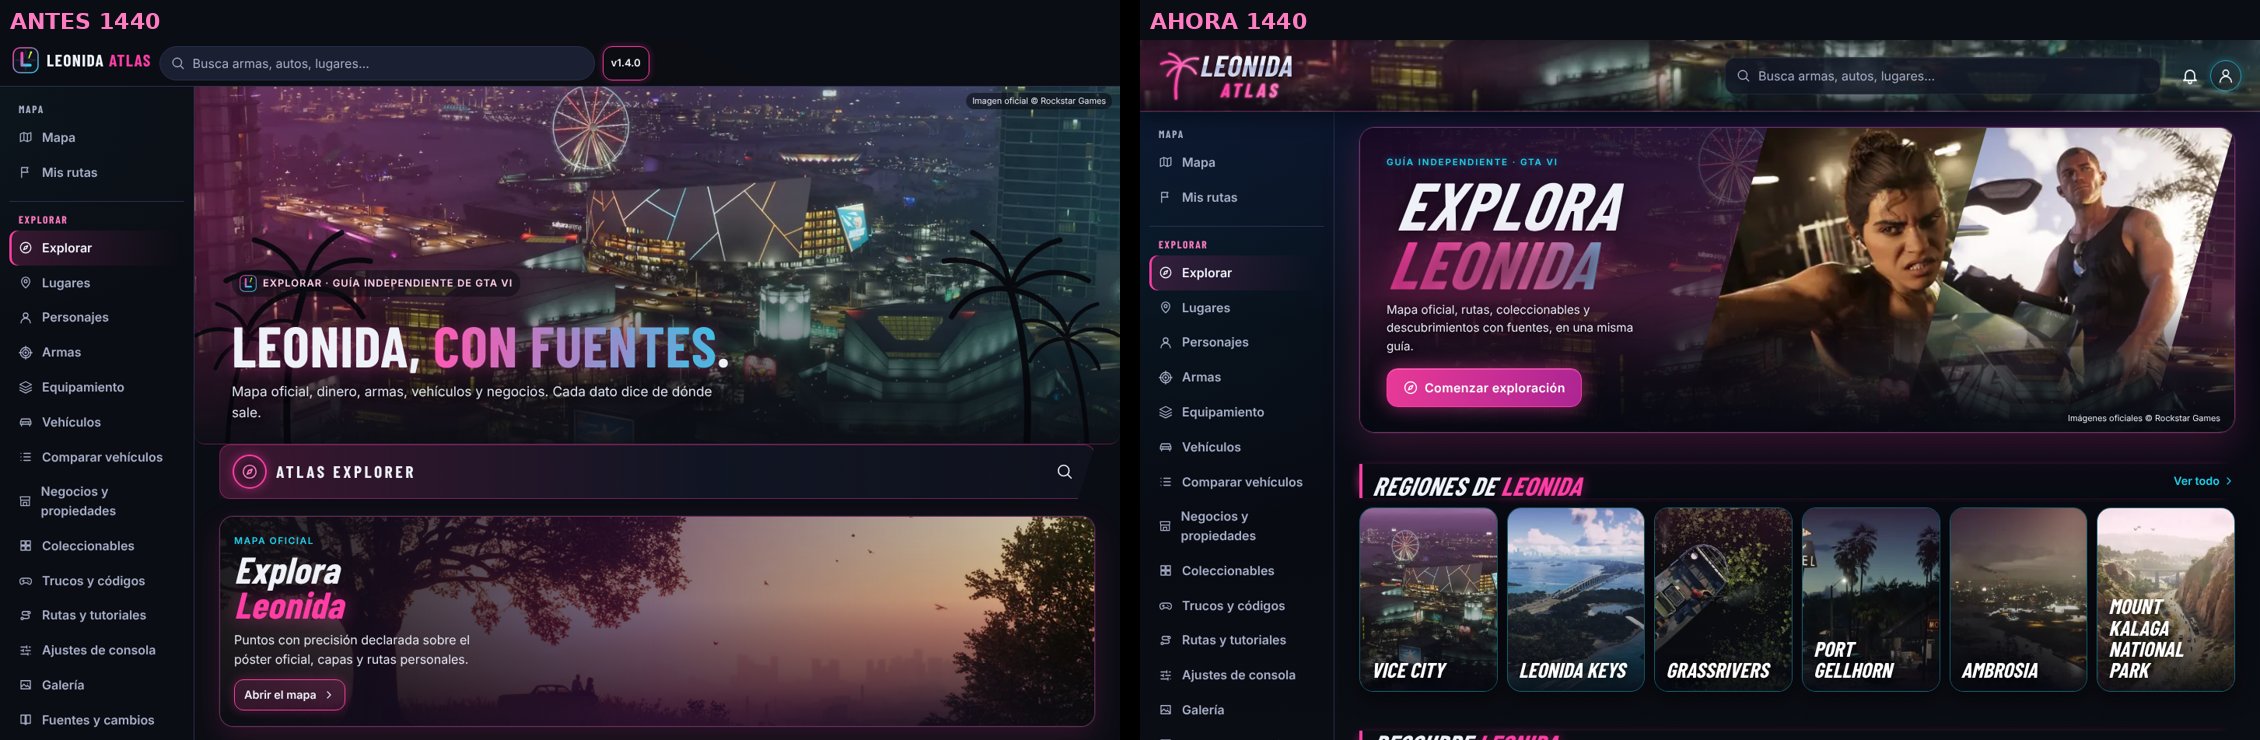 ANTES 1440
LEONIDA ATLAS
Busca armas, autos, lugares...
v1.4.0
MAPA
Mapa
Mis rutas
EXPLORAR
Explorar
Lugares
Personajes
Armas
Equipamiento
Vehículos
Comparar vehículos
Negocios y
propiedades
Coleccionables
Trucos y códigos
Rutas y tutoriales
Ajustes de consola
Galería
Fuentes y cambios
Imagen oficial © Rockstar Games
EXPLORAR · GUÍA INDEPENDIENTE DE GTA VI
LEONIDA, CON FUENTES.
Mapa oficial, dinero, armas, vehículos y negocios. Cada dato dice de dónde
sale.
ATLAS EXPLORER
MAPA OFICIAL
Explora
Leonida
Puntos con precisión declarada sobre el
póster oficial, capas y rutas personales.
Abrir el mapa
AHORA 1440
LEONIDA
ATLAS
Busca armas, autos, lugares...
MAPA
Mapa
Mis rutas
EXPLORAR
Explorar
Lugares
Personajes
Armas
Equipamiento
Vehículos
Comparar vehículos
Negocios y
propiedades
Coleccionables
Trucos y códigos
Rutas y tutoriales
Ajustes de consola
Galería
GUÍA INDEPENDIENTE · GTA VI
EXPLORA
LEONIDA
Mapa oficial, rutas, coleccionables y
descubrimientos con fuentes, en una misma
guía.
Comenzar exploración
Imágenes oficiales © Rockstar Games
REGIONES DE LEONIDA
Ver todo
VICE CITY
LEONIDA KEYS
GRASSRIVERS
PORT
GELLHORN
AMBROSIA
MOUNT
KALAGA
NATIONAL
PARK